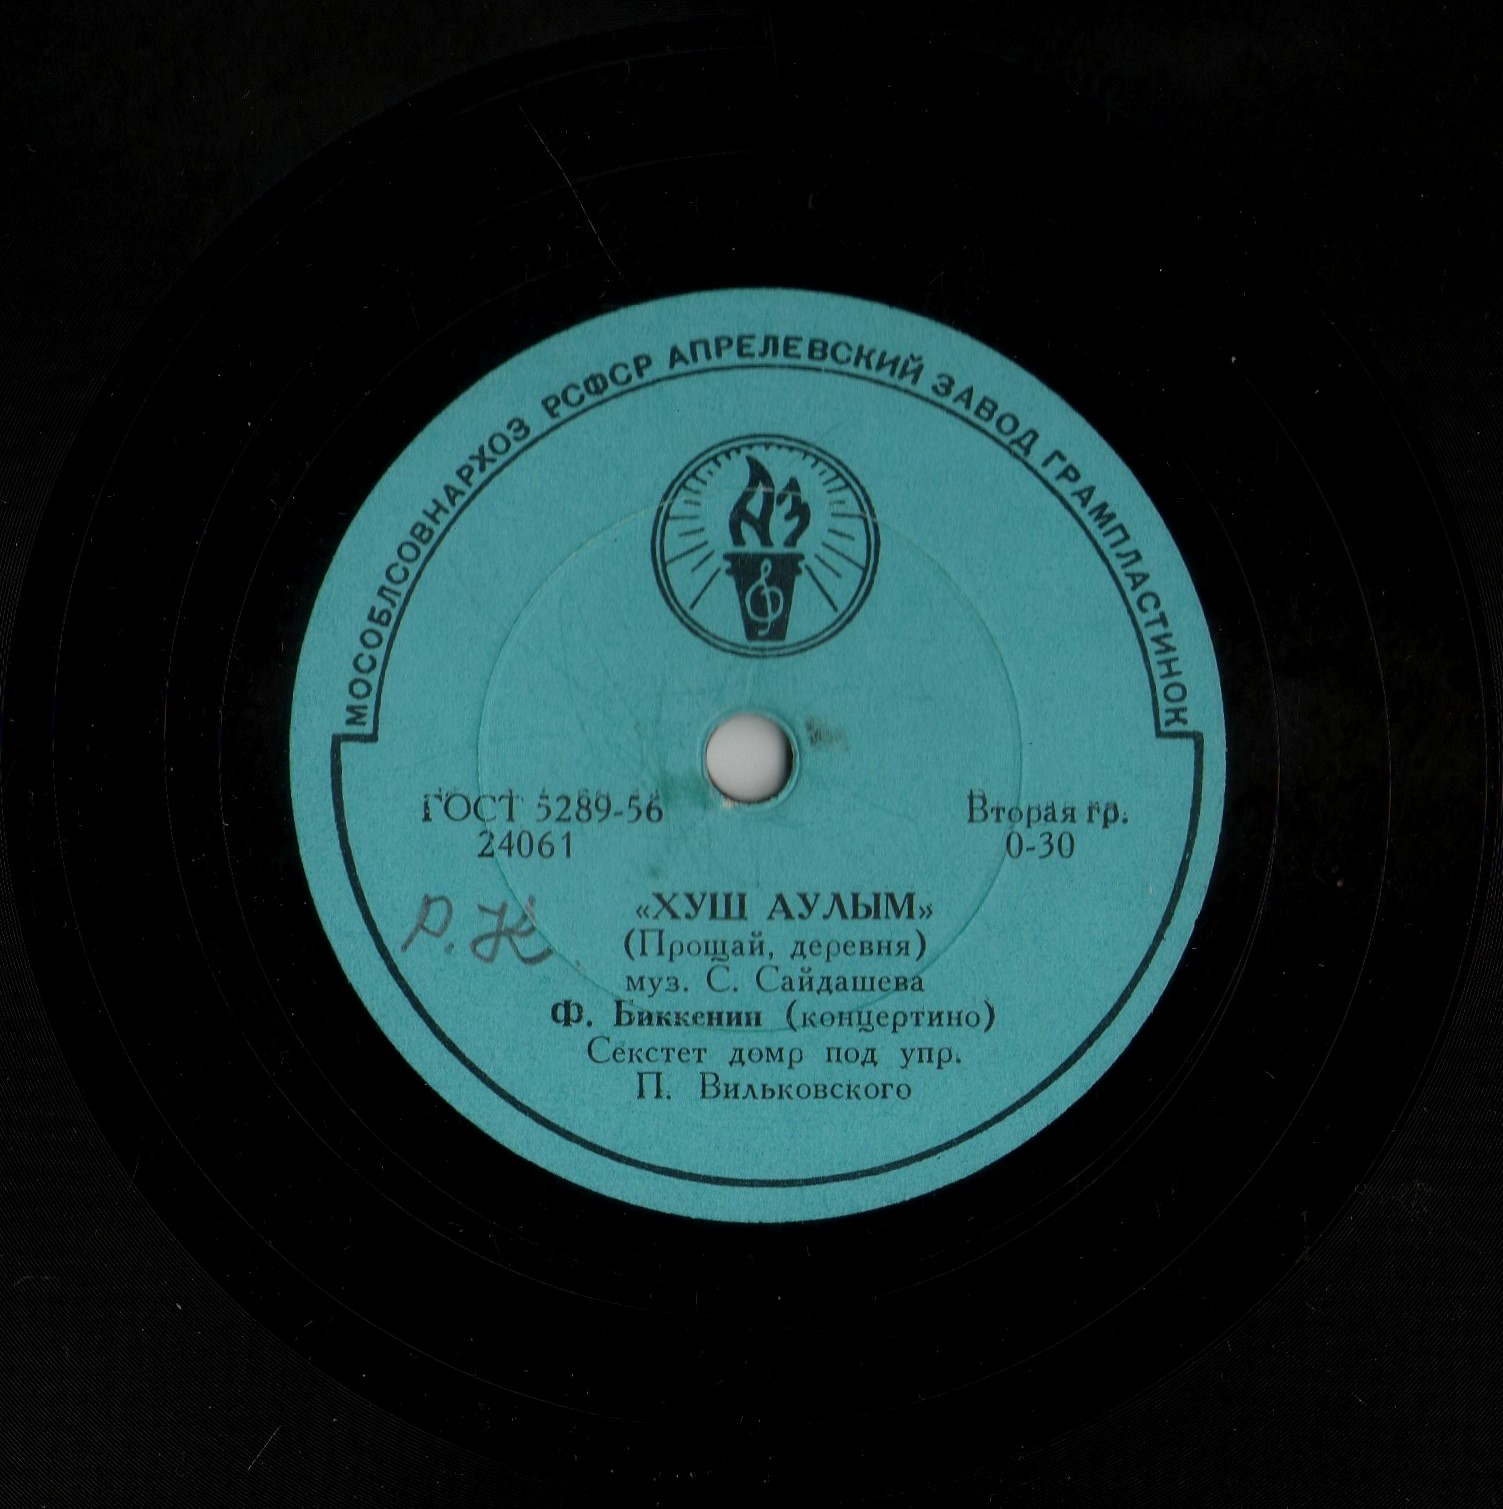 МОСОБЛСОВНАРХОЗ РСФСР АПРЕЛЕВСКИЙ ЗАВОД ГРАМПЛАСТИНОК
АЗ
ГОСТ 5289-56
24061
Вторая гр.
0-30
Р. Ж.
«ХУШ АУЛЫМ»
(Прощай, деревня)
муз. С. Сайдашева
Ф. Биккенин (концертино)
Секстет домр под упр.
П. Вильковского